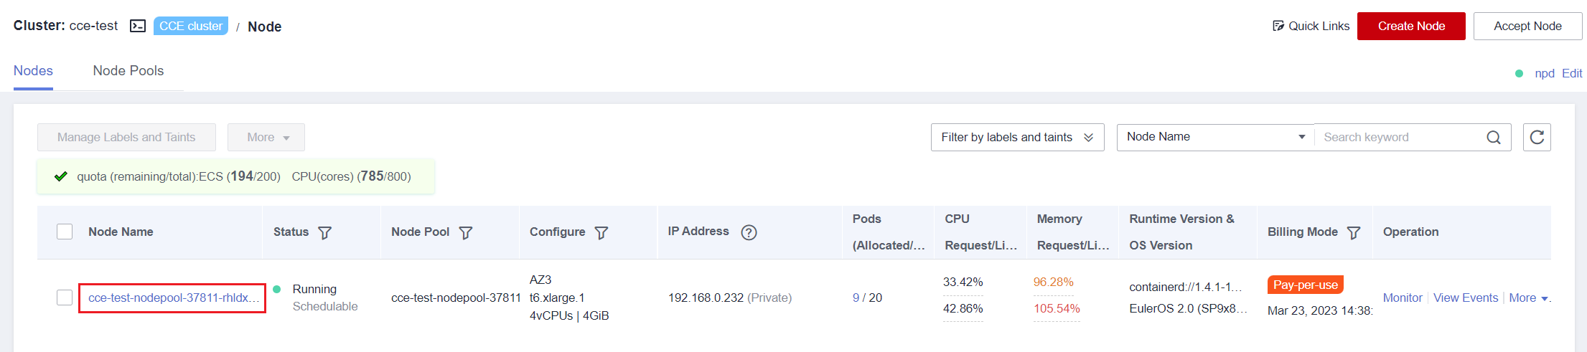 Cluster: cce-test CCE cluster / Node
Quick Links Create Node Accept Node
Nodes Node Pools
npd Edit
Manage Labels and Taints More
Filter by labels and taints Node Name Search keyword
quota (remaining/total):ECS (194/200) CPU(cores) (785/800)
Node Name Status Node Pool Configure IP Address ? Pods (Allocated/... CPU Request/Li... Memory Request/Li... Runtime Version & OS Version Billing Mode Operation
cce-test-nodepool-37811-rhldx...
Running
Schedulable
cce-test-nodepool-37811
AZ3
t6.xlarge.1
4vCPUs | 4GiB
192.168.0.232 (Private)
9 / 20
33.42%
42.86%
96.28%
105.54%
containerd://1.4.1-1...
EulerOS 2.0 (SP9x8...
Pay-per-use
Mar 23, 2023 14:38:
Monitor View Events More